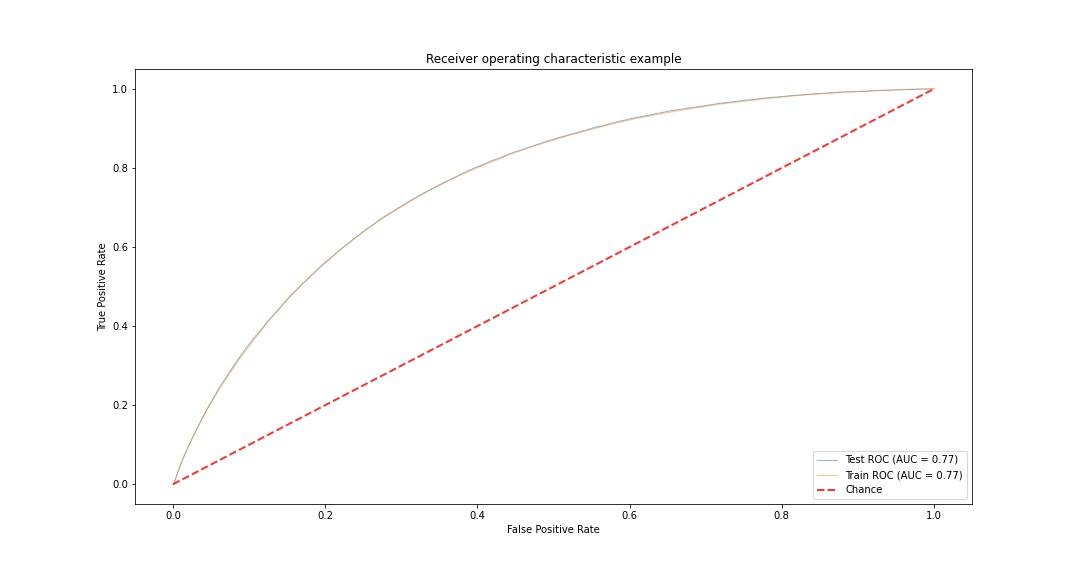 Receiver operating characteristic example
True Positive Rate
1.0
0.8
0.6
0.4
0.2
0.0
Test ROC (AUC = 0.77)
Train ROC (AUC = 0.77)
Chance
0.0 0.2 0.4 0.6 0.8 1.0
False Positive Rate